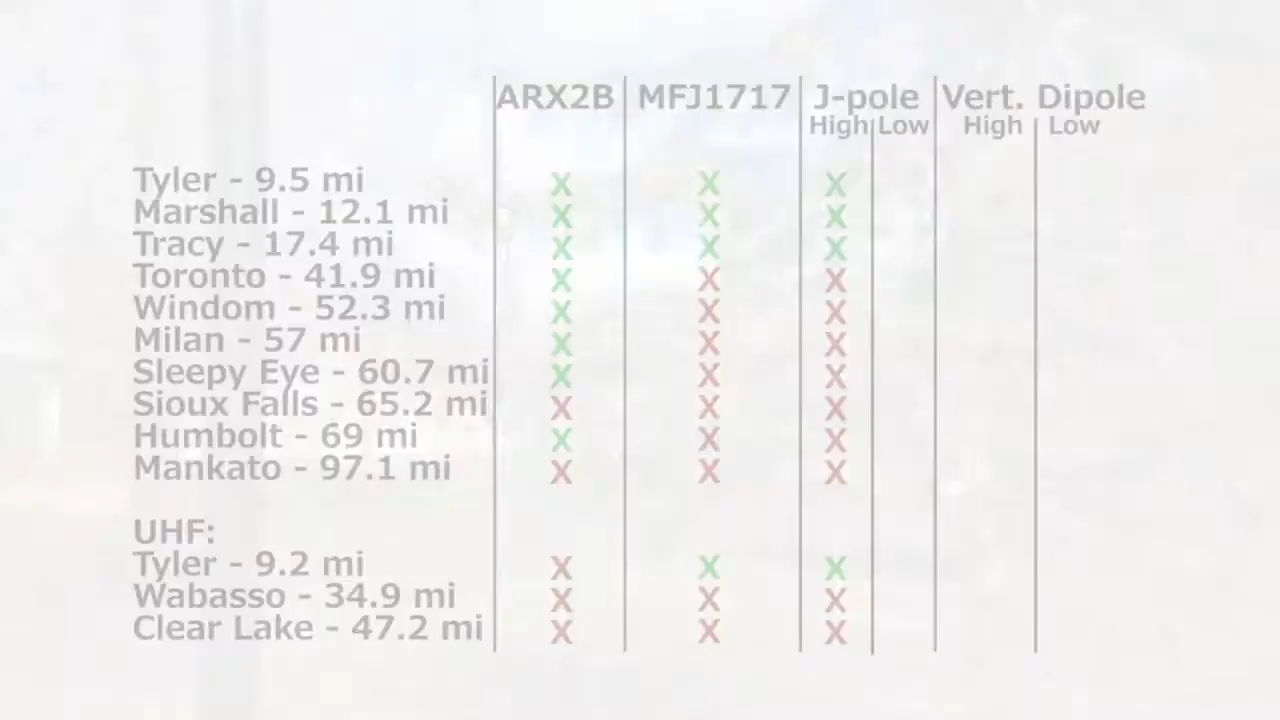 ARX2B MFJ1717 J-pole Vert. Dipole
High Low High Low
Tyler - 9.5 mi X X X
Marshall - 12.1 mi X X X
Tracy - 17.4 mi X X X
Toronto - 41.9 mi X X X
Windom - 52.3 mi X X X
Milan - 57 mi X X X
Sleepy Eye - 60.7 mi X X X
Sioux Falls - 65.2 mi X X X
Humbolt - 69 mi X X X
Mankato - 97.1 mi X X X
UHF:
Tyler - 9.2 mi X X X
Wabasso - 34.9 mi X X X
Clear Lake - 47.2 mi X X X